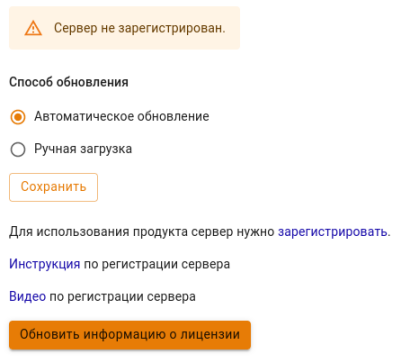 Сервер не зарегистрирован.
Способ обновления
Автоматическое обновление
Ручная загрузка
Сохранить
Для использования продукта сервер нужно зарегистрировать.
Инструкция по регистрации сервера
Видео по регистрации сервера
Обновить информацию о лицензии